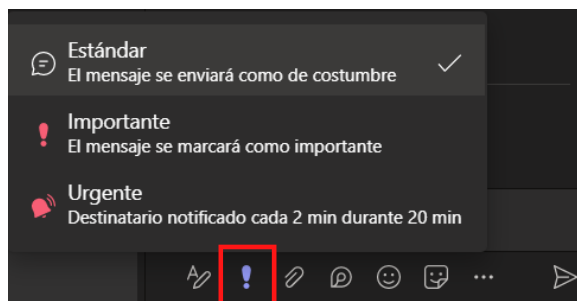 Estándar
El mensaje se enviará como de costumbre
Importante
El mensaje se marcará como importante
Urgente
Destinatario notificado cada 2 min durante 20 min